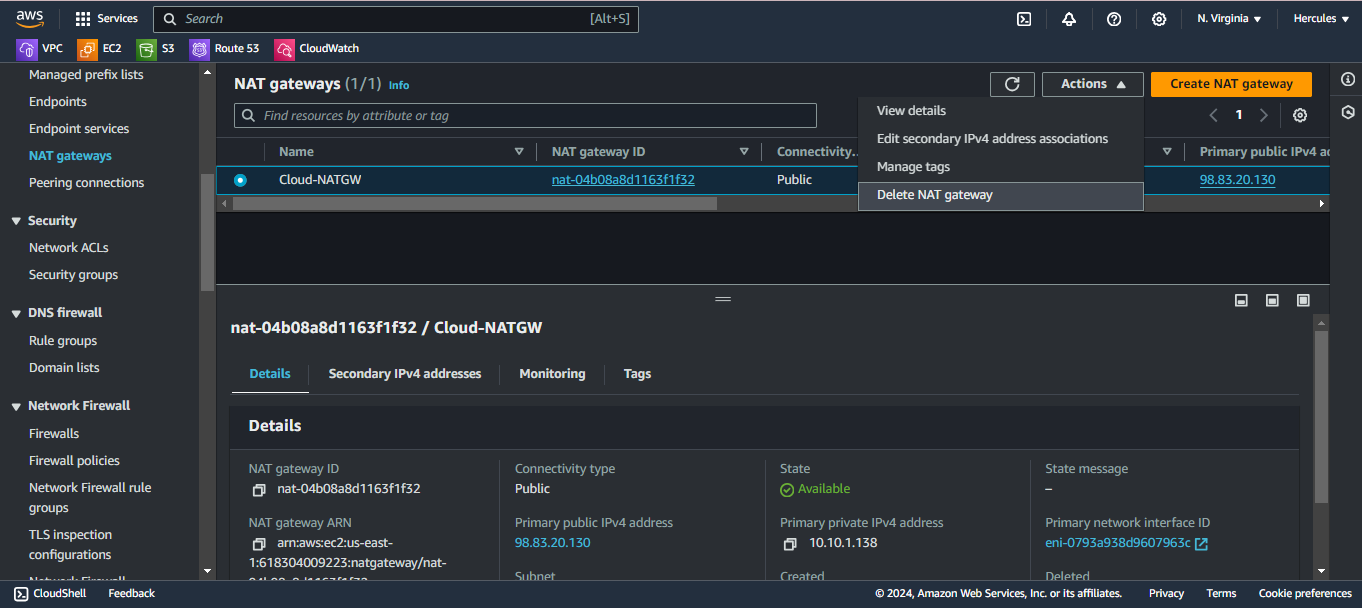 aws
Services
Search
[Alt+S]
N. Virginia
Hercules
VPC
EC2
S3
Route 53
CloudWatch
Managed prefix lists
Endpoints
Endpoint services
NAT gateways
Peering connections
Security
Network ACLs
Security groups
DNS firewall
Rule groups
Domain lists
Network Firewall
Firewalls
Firewall policies
Network Firewall rule
groups
TLS inspection
configurations
Network Firewall
NAT gateways (1/1) Info
Actions
Create NAT gateway
Find resources by attribute or tag
1
View details
Edit secondary IPv4 address associations
Manage tags
Delete NAT gateway
Name
NAT gateway ID
Connectivity...
Primary public IPv4 ad
Cloud-NATGW
nat-04b08a8d1163f1f32
Public
98.83.20.130
nat-04b08a8d1163f1f32 / Cloud-NATGW
Details
Secondary IPv4 addresses
Monitoring
Tags
Details
NAT gateway ID
nat-04b08a8d1163f1f32
Connectivity type
Public
State
Available
State message
–
NAT gateway ARN
arn:aws:ec2:us-east-
1:618304009223:natgateway/nat-
04b08a8d1163f1f32
Primary public IPv4 address
98.83.20.130
Primary private IPv4 address
10.10.1.138
Primary network interface ID
eni-0793a938d9607963c
Subnet
Created
Deleted
CloudShell
Feedback
© 2024, Amazon Web Services, Inc. or its affiliates.
Privacy
Terms
Cookie preferences